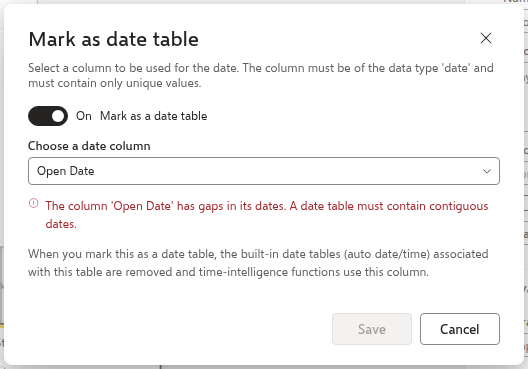 Mark as date table
Select a column to be used for the date. The column must be of the data type 'date' and
must contain only unique values.
On Mark as a date table
Choose a date column
Open Date
The column 'Open Date' has gaps in its dates. A date table must contain contiguous
dates.
When you mark this as a date table, the built-in date tables (auto date/time) associated
with this table are removed and time-intelligence functions use this column.
Save Cancel